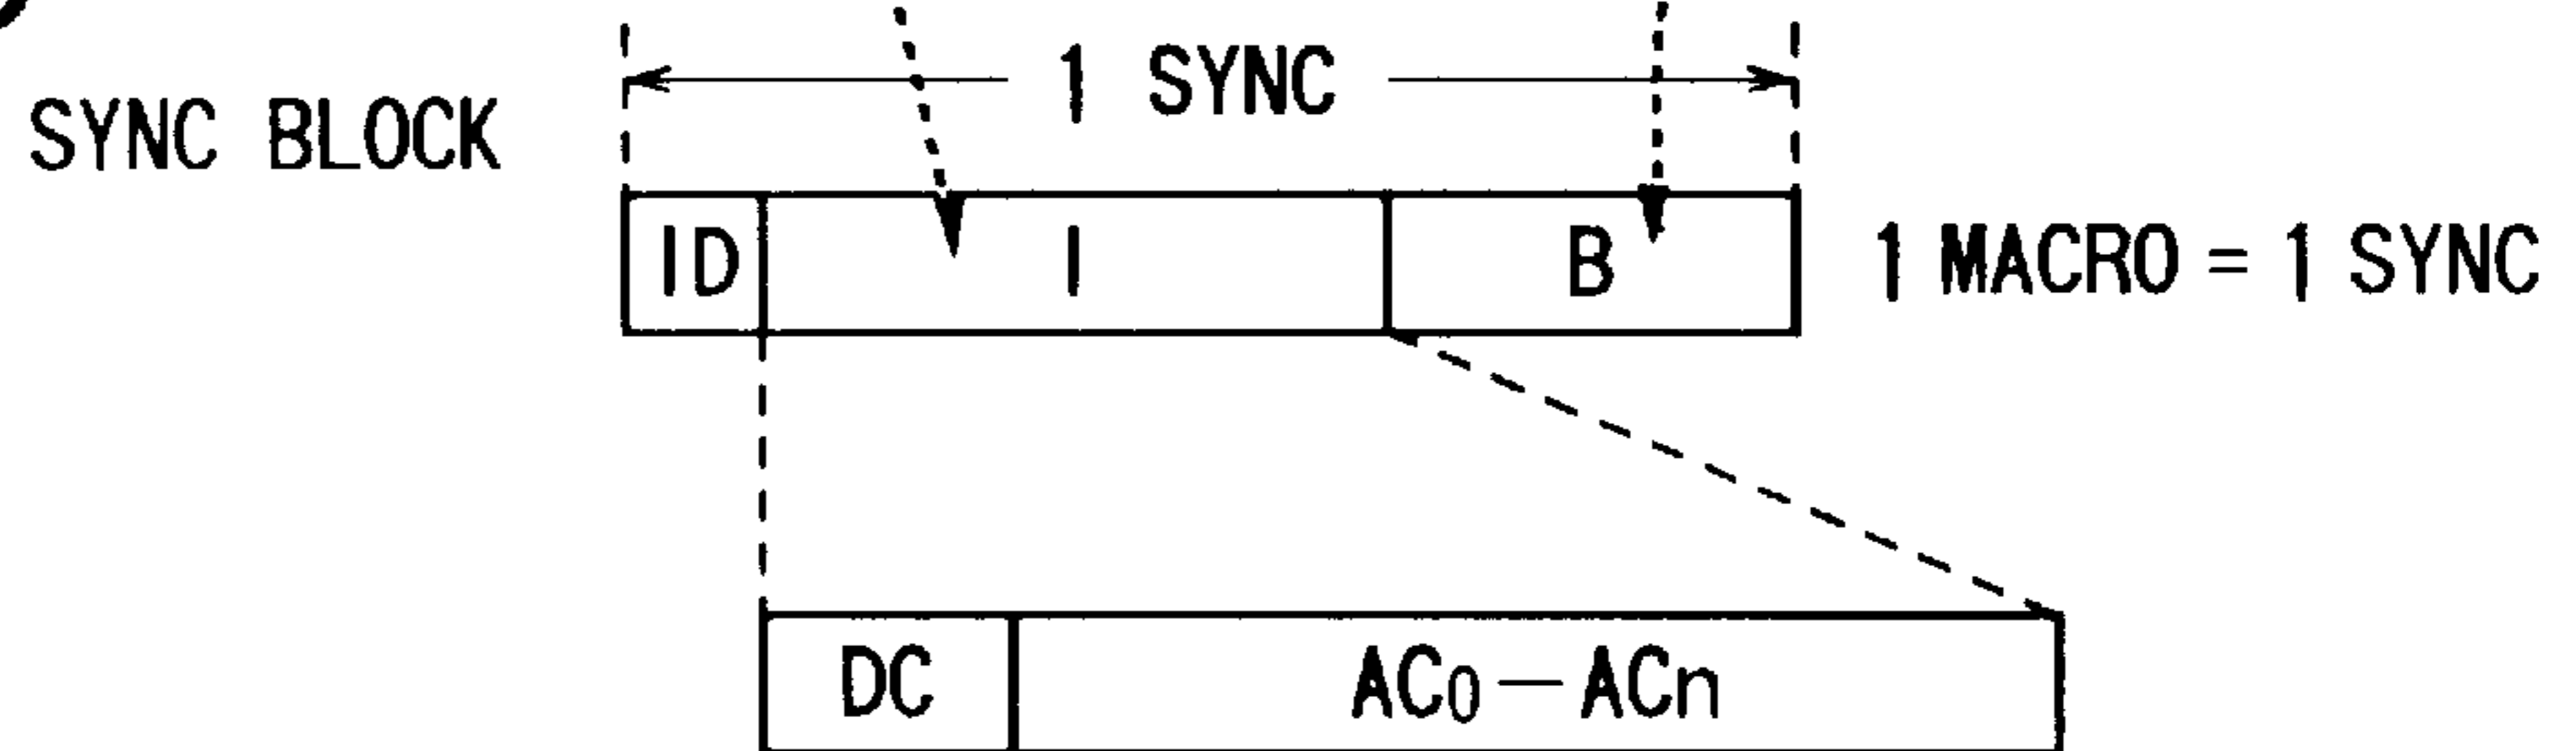 1 SYNC
SYNC BLOCK
ID I B 1 MACRO = 1 SYNC
DC AC₀—ACn